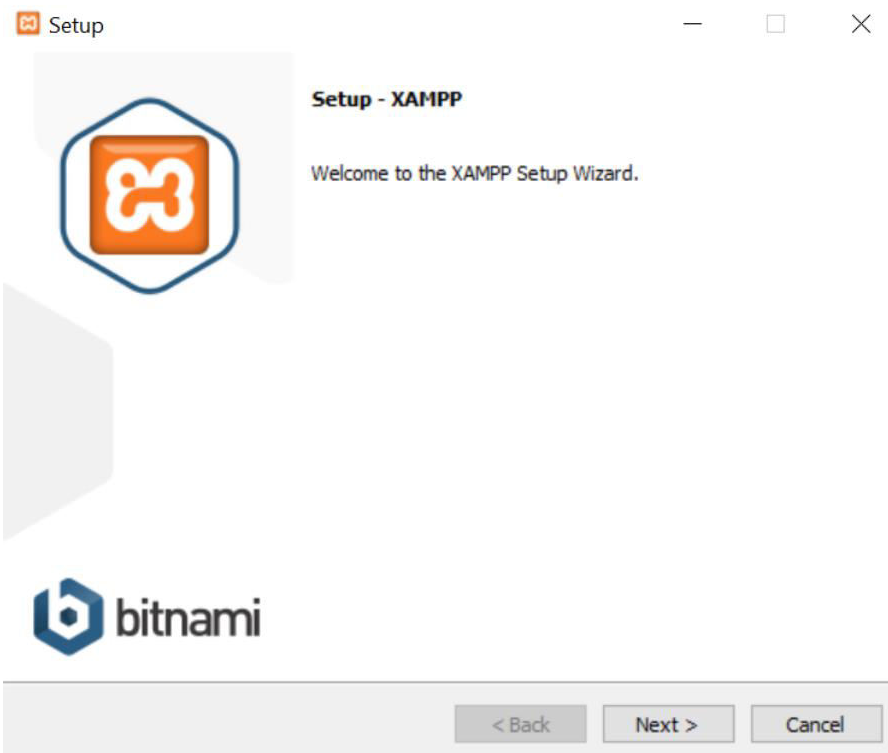 Setup
Setup - XAMPP
Welcome to the XAMPP Setup Wizard.
bitnami
< Back
Next >
Cancel